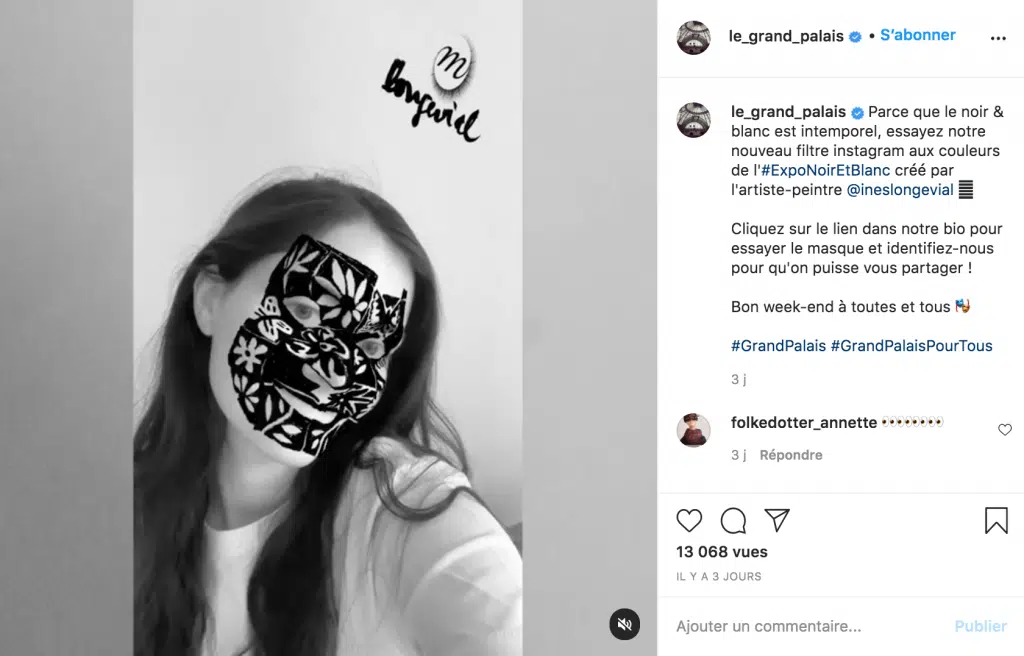 m
longevial
le_grand_palais • S'abonner
le_grand_palais Parce que le noir &
blanc est intemporel, essayez notre
nouveau filtre instagram aux couleurs
de l'#ExpoNoirEtBlanc créé par
l'artiste-peintre @ineslongevial
Cliquez sur le lien dans notre bio pour
essayer le masque et identifiez-nous
pour qu'on puisse vous partager !
Bon week-end à toutes et tous
#GrandPalais #GrandPalaisPourTous
3 j
folkedotter_annette
3 j Répondre
13 068 vues
IL Y A 3 JOURS
Ajouter un commentaire... Publier